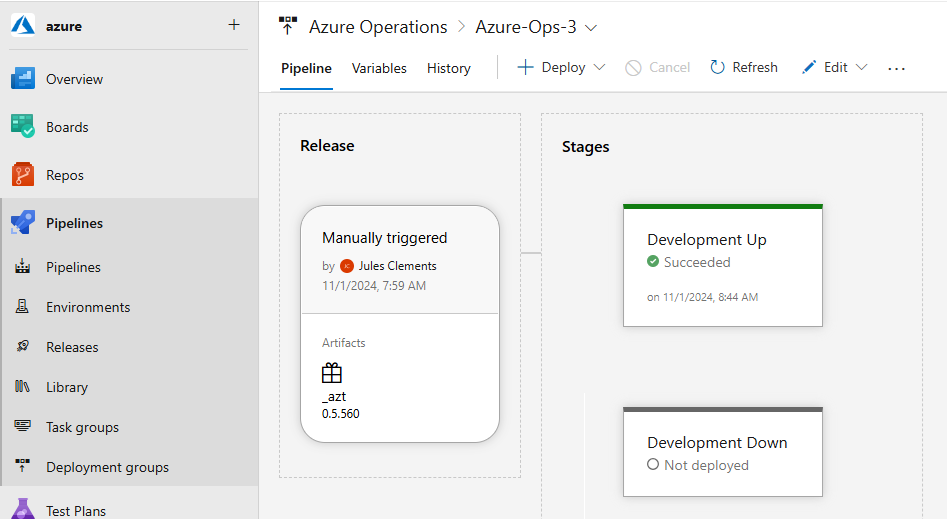 azure
+
Overview
Boards
Repos
Pipelines
Pipelines
Environments
Releases
Library
Task groups
Deployment groups
Test Plans
Azure Operations > Azure-Ops-3
Pipeline Variables History + Deploy Cancel Refresh Edit ...
Release
Manually triggered
by JC Jules Clements
11/1/2024, 7:59 AM
Artifacts
_azt
0.5.560
Stages
Development Up
Succeeded
on 11/1/2024, 8:44 AM
Development Down
Not deployed